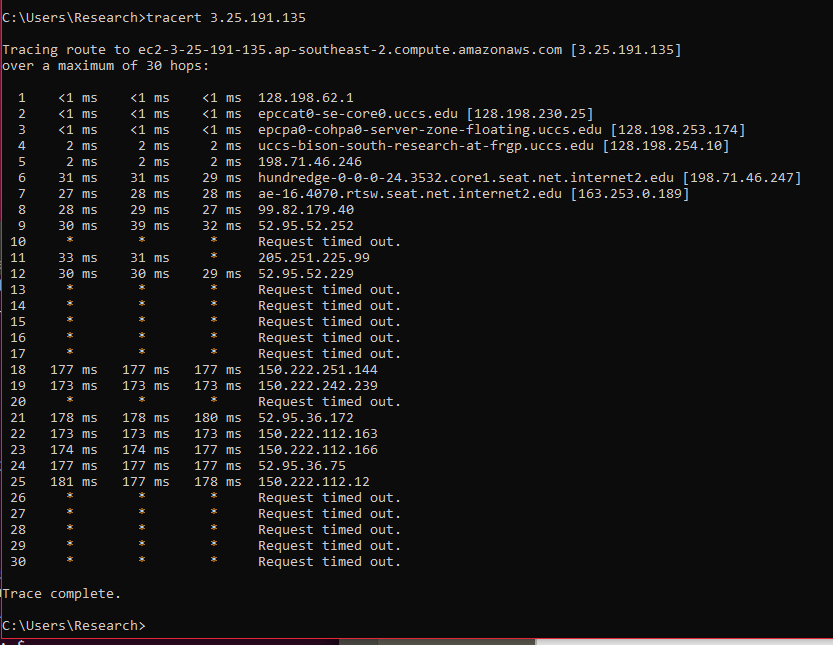 C:\Users\Research>tracert 3.25.191.135
Tracing route to ec2-3-25-191-135.ap-southeast-2.compute.amazonaws.com [3.25.191.135]
over a maximum of 30 hops:
1 <1 ms <1 ms <1 ms 128.198.62.1
2 <1 ms <1 ms <1 ms epccat0-se-core0.uccs.edu [128.198.230.25]
3 <1 ms <1 ms <1 ms epcpa0-cohpa0-server-zone-floating.uccs.edu [128.198.253.174]
4 2 ms 2 ms 2 ms uccs-bison-south-research-at-frgp.uccs.edu [128.198.254.10]
5 2 ms 2 ms 2 ms 198.71.46.246
6 31 ms 31 ms 29 ms hundredge-0-0-0-24.3532.core1.seat.net.internet2.edu [198.71.46.247]
7 27 ms 28 ms 28 ms ae-16.4070.rtsw.seat.net.internet2.edu [163.253.0.189]
8 28 ms 29 ms 27 ms 99.82.179.40
9 30 ms 39 ms 32 ms 52.95.52.252
10 * * * Request timed out.
11 33 ms 31 ms * 205.251.225.99
12 30 ms 30 ms 29 ms 52.95.52.229
13 * * * Request timed out.
14 * * * Request timed out.
15 * * * Request timed out.
16 * * * Request timed out.
17 * * * Request timed out.
18 177 ms 177 ms 177 ms 150.222.251.144
19 173 ms 173 ms 173 ms 150.222.242.239
20 * * * Request timed out.
21 178 ms 178 ms 180 ms 52.95.36.172
22 173 ms 173 ms 173 ms 150.222.112.163
23 174 ms 174 ms 177 ms 150.222.112.166
24 177 ms 177 ms 177 ms 52.95.36.75
25 181 ms 177 ms 178 ms 150.222.112.12
26 * * * Request timed out.
27 * * * Request timed out.
28 * * * Request timed out.
29 * * * Request timed out.
30 * * * Request timed out.
Trace complete.
C:\Users\Research>